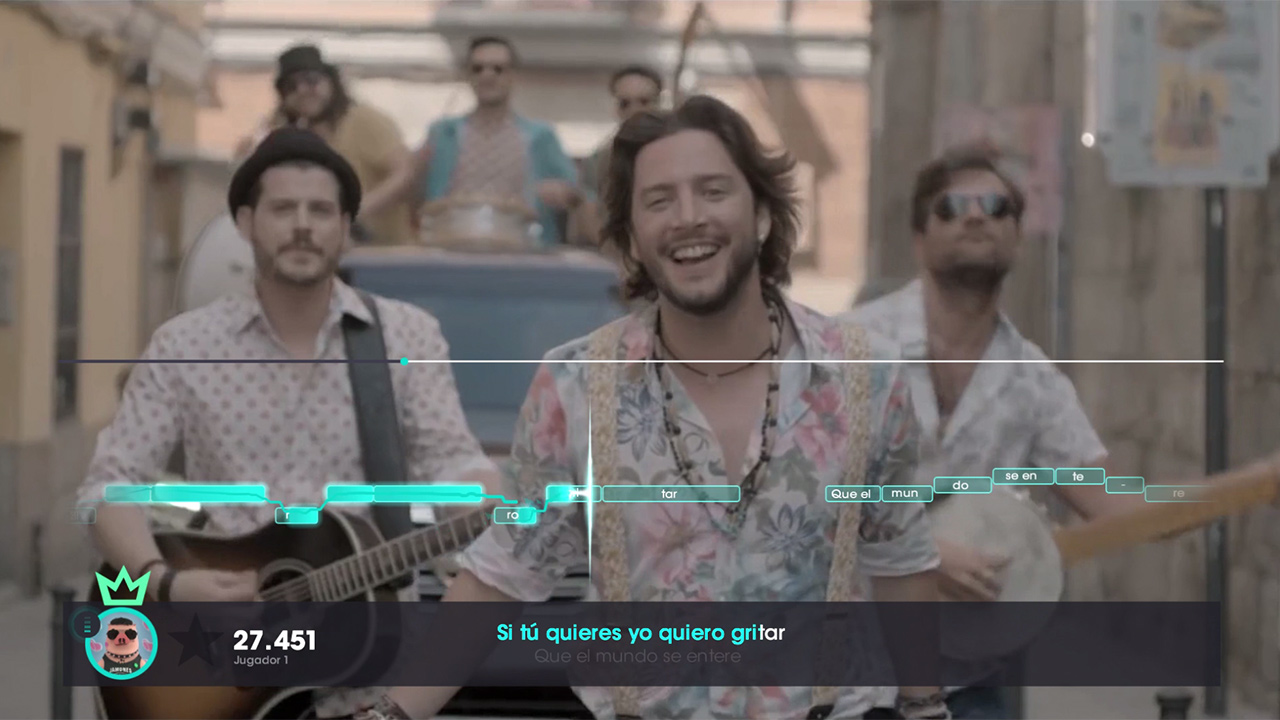 tar
Que el
mun
do
se en
te
-
re
r
ro
27.451
Jugador 1
Si tú quieres yo quiero gritar
Que el mundo se entere
JAMONES